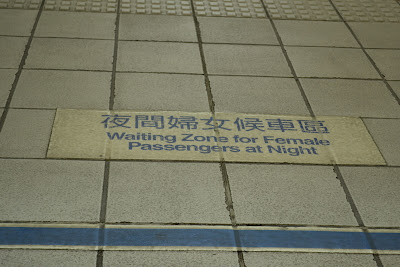 夜間婦女候車區
Waiting Zone for Female
Passengers at Night